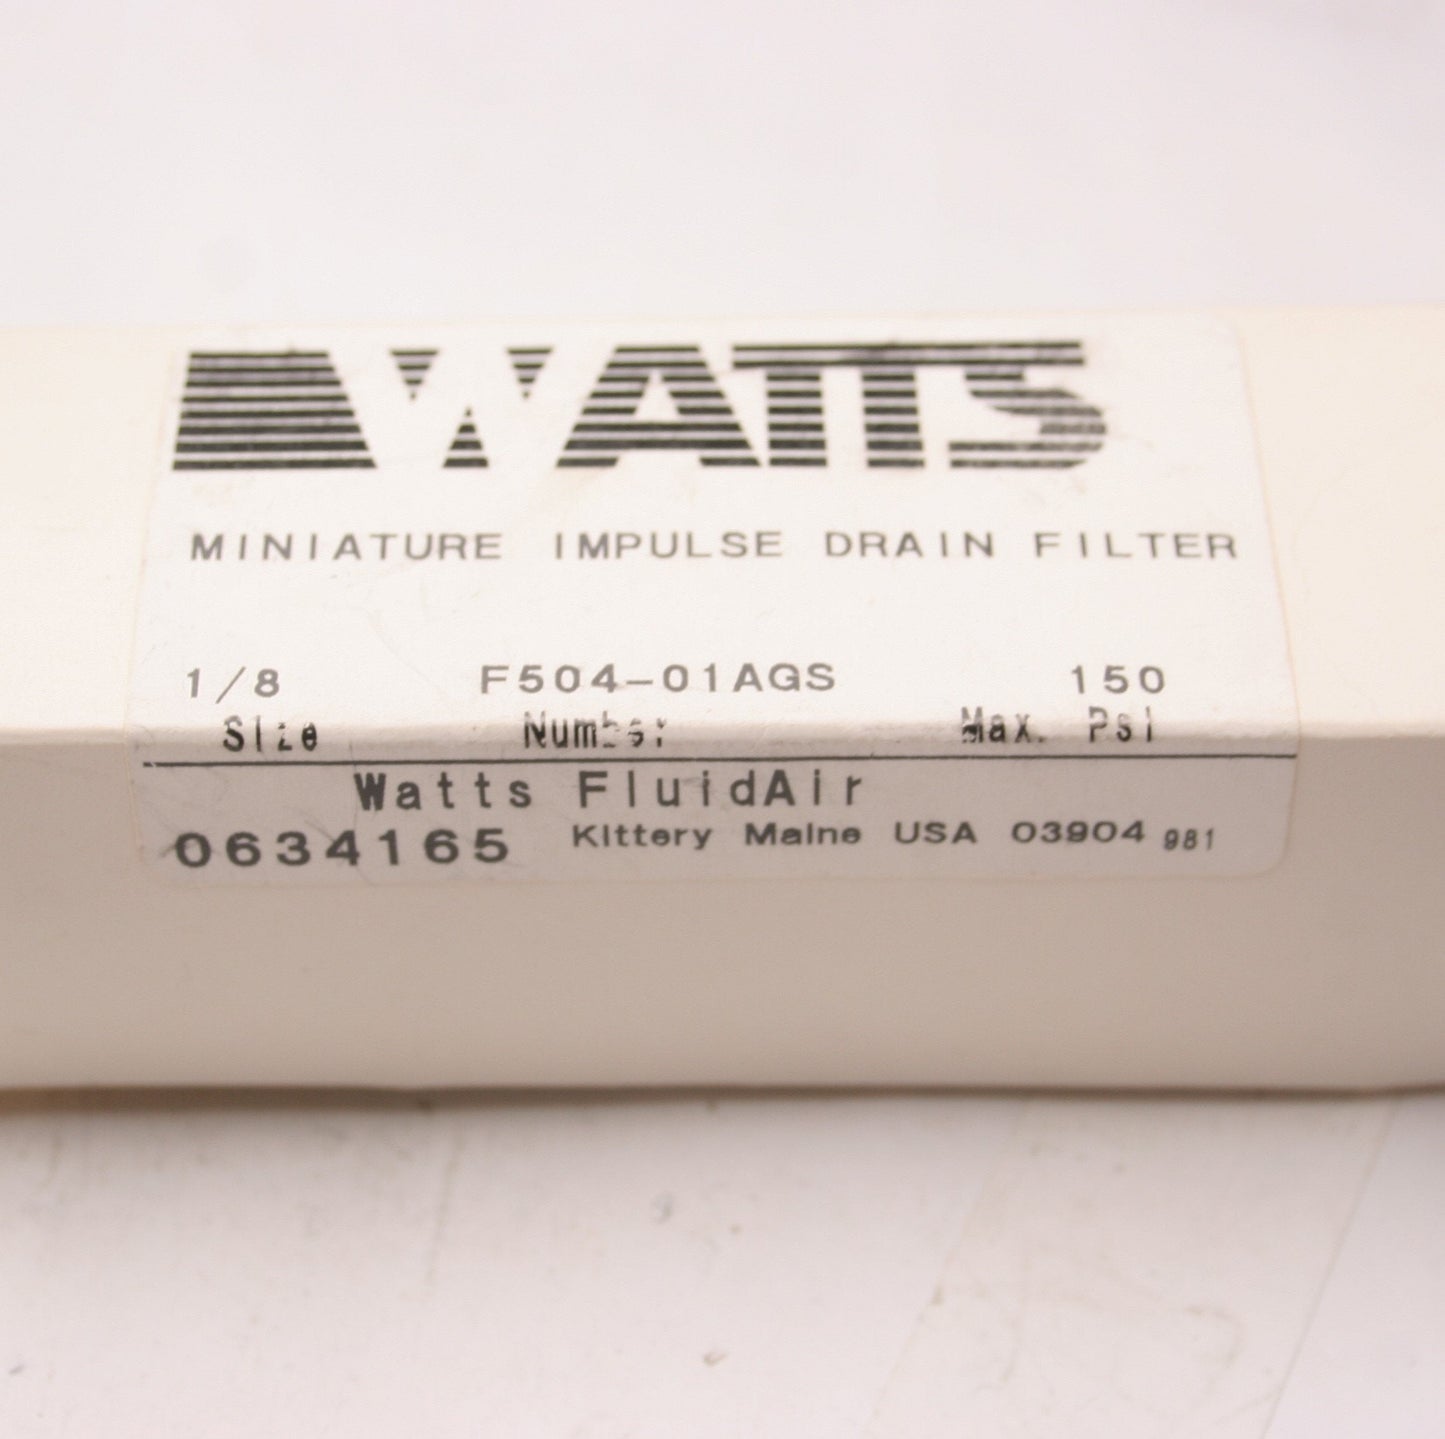 WATTS
MINIATURE IMPULSE DRAIN FILTER
1/8 F504-01AGS 150
Size Number Max. Psi
Watts FluidAir
0634165 Kittery Maine USA 03904 981